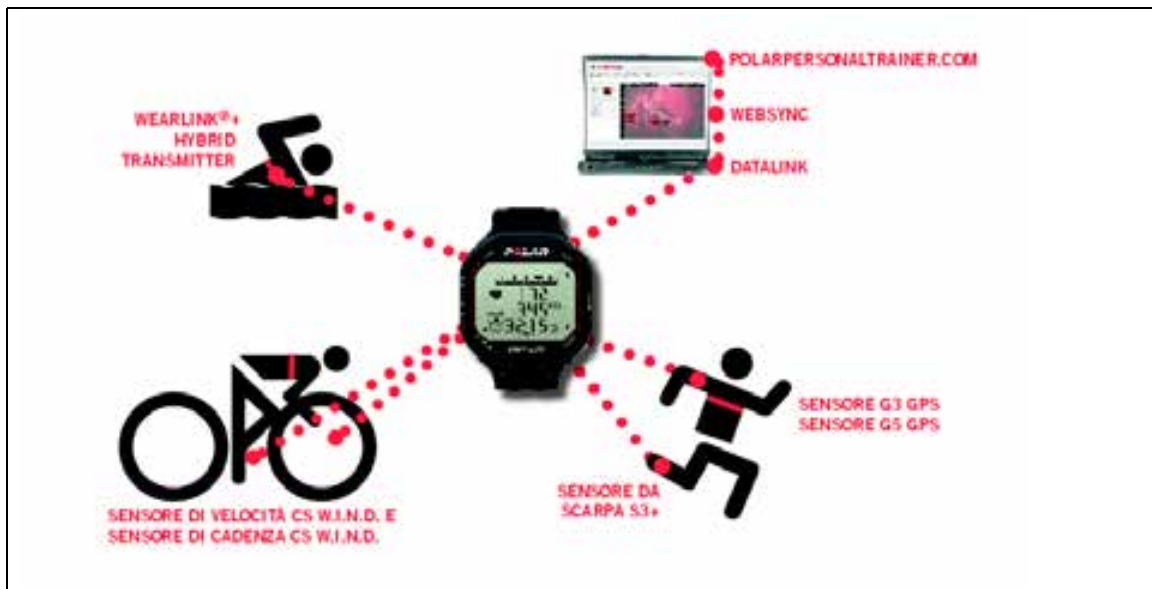 WEARLINK®+
HYBRID
TRANSMITTER
POLARPERSONALTRAINER.COM
WEBSYNC
DATALINK
POLAR
172
SENSORE G3 GPS
SENSORE G5 GPS
SENSORE DA
SCARPA S3+
SENSORE DI VELOCITÀ CS W.I.N.D. E
SENSORE DI CADENZA CS W.I.N.D.